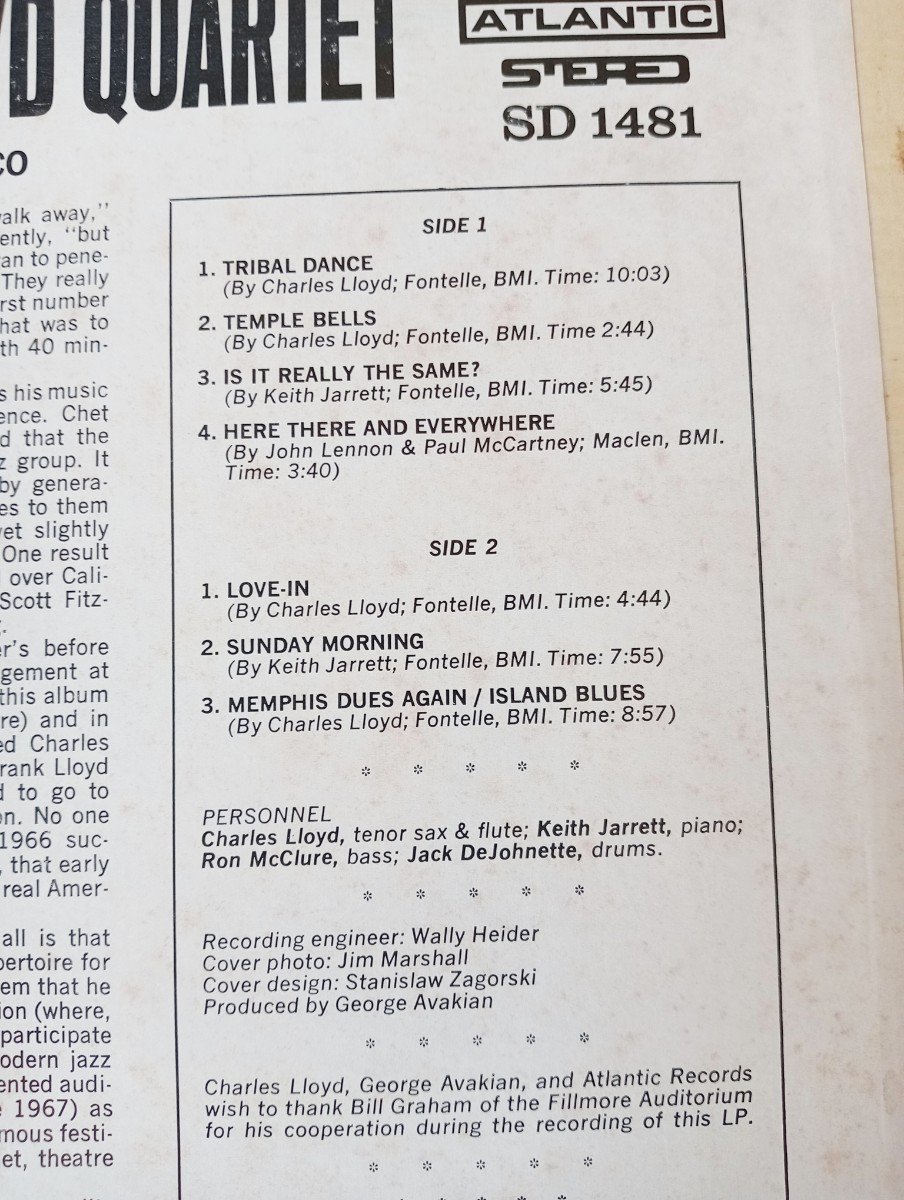 D QUARTET
ATLANTIC
STEREO
SD 1481
CO
alk away,"
ently, "but
an to pene-
They really
rst number
hat was to
th 40 min-
s his music
ence. Chet
d that the
z group. It
by genera-
es to them
et slightly
One result
over Cali-
Scott Fitz-
r's before
gement at
this album
re) and in
ed Charles
rank Lloyd
d to go to
on. No one
1966 suc-
, that early
real Amer-
all is that
pertoire for
em that he
ion (where,
participate
odern jazz
ented audi-
1967) as
mous festi-
et, theatre
SIDE 1
1. TRIBAL DANCE
(By Charles Lloyd; Fontelle, BMI. Time: 10:03)
2. TEMPLE BELLS
(By Charles Lloyd; Fontelle, BMI. Time 2:44)
3. IS IT REALLY THE SAME?
(By Keith Jarrett; Fontelle, BMI. Time: 5:45)
4. HERE THERE AND EVERYWHERE
(By John Lennon & Paul McCartney; Maclen, BMI.
Time: 3:40)
SIDE 2
1. LOVE-IN
(By Charles Lloyd; Fontelle, BMI. Time: 4:44)
2. SUNDAY MORNING
(By Keith Jarrett; Fontelle, BMI. Time: 7:55)
3. MEMPHIS DUES AGAIN / ISLAND BLUES
(By Charles Lloyd; Fontelle, BMI. Time: 8:57)
* * * * *
PERSONNEL
Charles Lloyd, tenor sax & flute; Keith Jarrett, piano;
Ron McClure, bass; Jack DeJohnette, drums.
* * * * *
Recording engineer: Wally Heider
Cover photo: Jim Marshall
Cover design: Stanislaw Zagorski
Produced by George Avakian
* * * * *
Charles Lloyd, George Avakian, and Atlantic Records
wish to thank Bill Graham of the Fillmore Auditorium
for his cooperation during the recording of this LP.
* * * * *